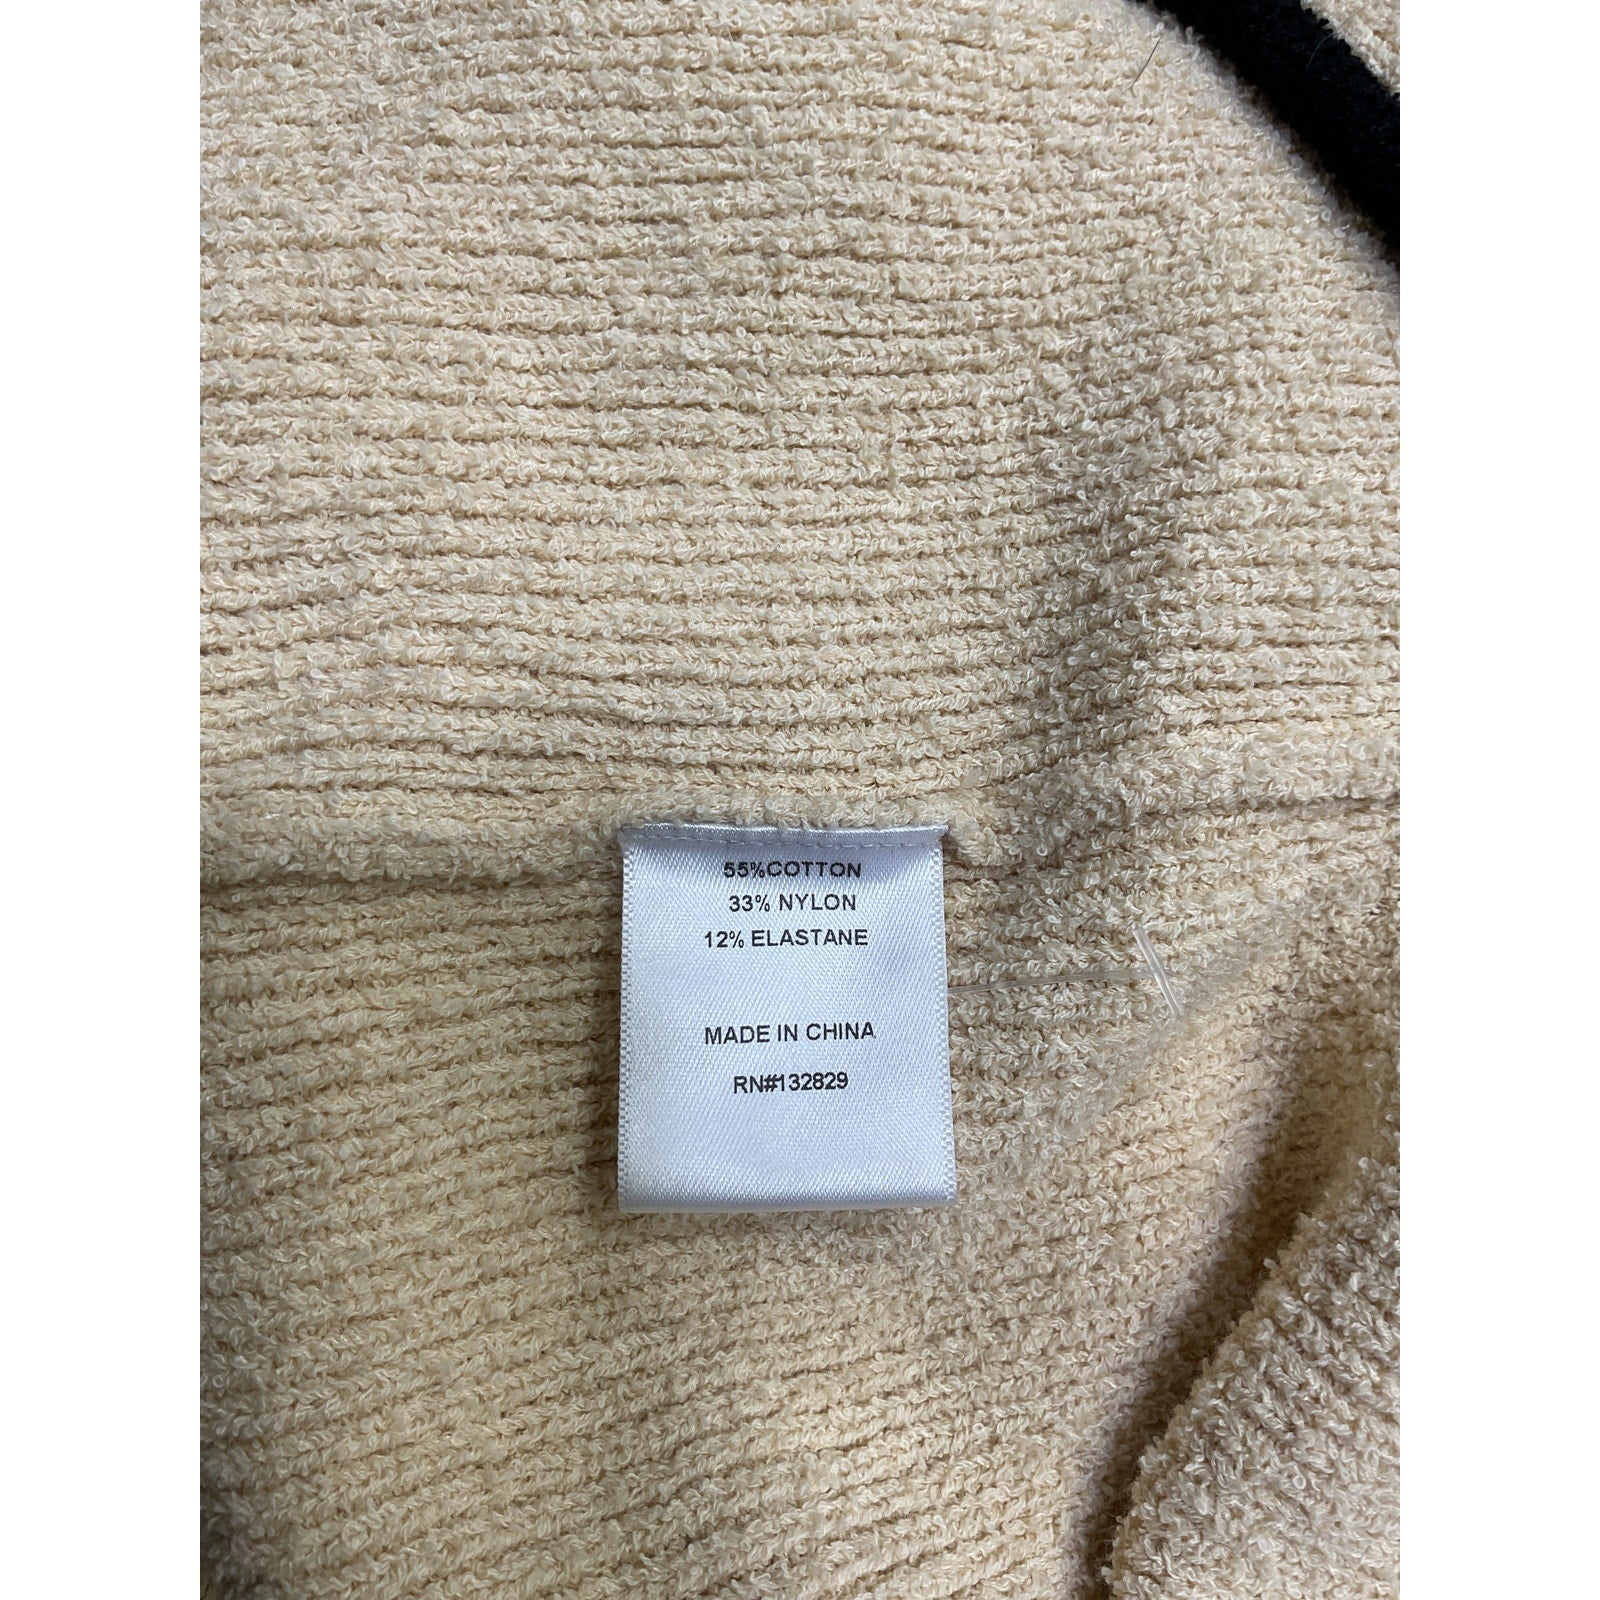 55%COTTON
33% NYLON
12% ELASTANE
MADE IN CHINA
RN#132829